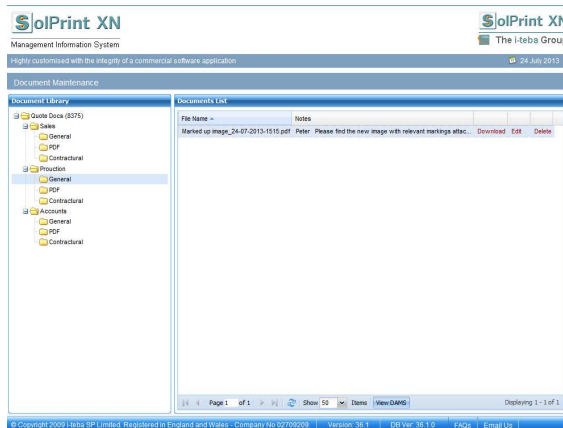 SolPrint XN
Management Information System
SolPrint XN
The i-teba Grou
Highly customised with the integrity of a commercial software application
24 July 2013
Document Maintenance
Document Library
Documents List
Quote Docs (8375)
Sales
General
PDF
Contractural
Prouction
General
PDF
Contractural
Accounts
General
PDF
Contractural
File Name Notes
Marked up image_24-07-2013-1515.pdf Peter Please find the new image with relevant markings attac... Download Edit Delete
Page 1 of 1 Show 50 Items View DAMS Displaying 1 - 1 of 1
© Copyright 2009 i-teba SP Limited. Registered in England and Wales - Company No 02709209. Version: 36.1 DB Ver: 36.1.0 FAQs Email Us